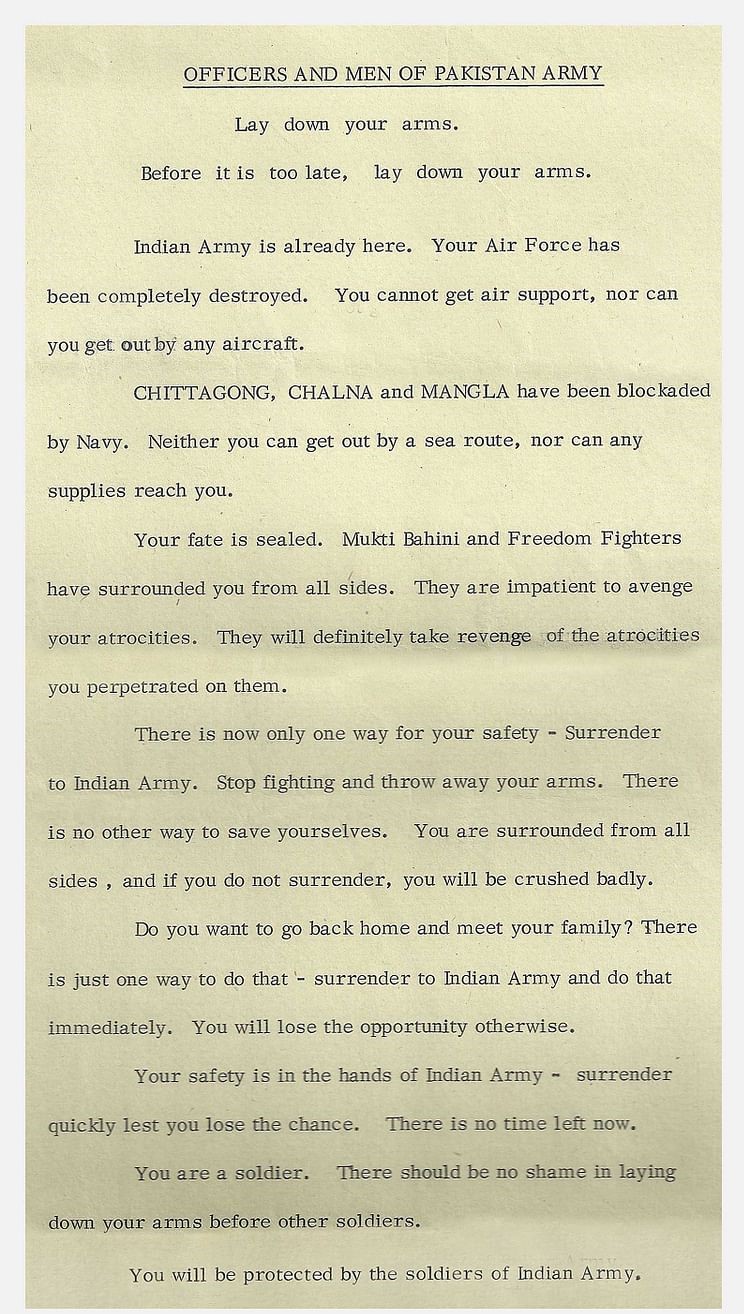 OFFICERS AND MEN OF PAKISTAN ARMY
Lay down your arms.
Before it is too late, lay down your arms.
Indian Army is already here. Your Air Force has
been completely destroyed. You cannot get air support, nor can
you get out by any aircraft.
CHITTAGONG, CHALNA and MANGLA have been blockaded
by Navy. Neither you can get out by a sea route, nor can any
supplies reach you.
Your fate is sealed. Mukti Bahini and Freedom Fighters
have surrounded you from all sides. They are impatient to avenge
your atrocities. They will definitely take revenge of the atrocities
you perpetrated on them.
There is now only one way for your safety - Surrender
to Indian Army. Stop fighting and throw away your arms. There
is no other way to save yourselves. You are surrounded from all
sides , and if you do not surrender, you will be crushed badly.
Do you want to go back home and meet your family? There
is just one way to do that - surrender to Indian Army and do that
immediately. You will lose the opportunity otherwise.
Your safety is in the hands of Indian Army - surrender
quickly lest you lose the chance. There is no time left now.
You are a soldier. There should be no shame in laying
down your arms before other soldiers.
You will be protected by the soldiers of Indian Army.